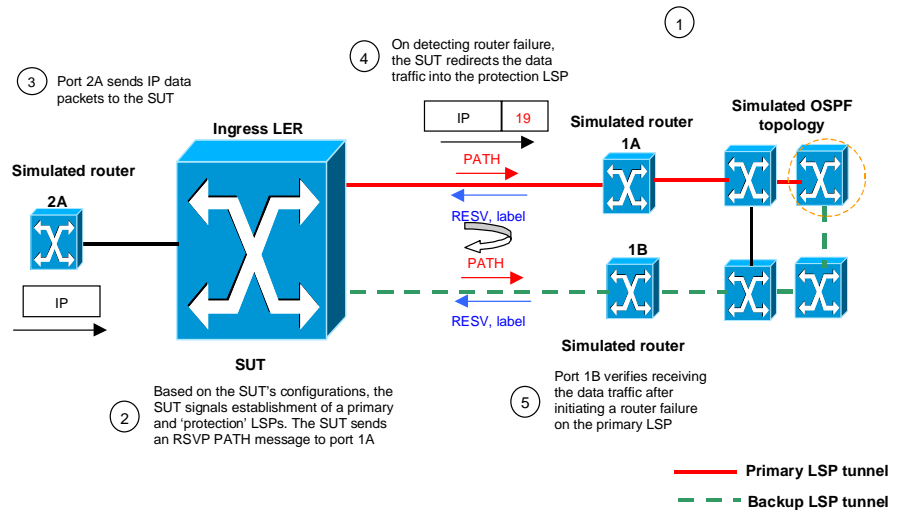 1
4
On detecting router failure,
the SUT redirects the data
traffic into the protection LSP
3
Port 2A sends IP data
packets to the SUT
IP
19
Simulated OSPF
topology
Ingress LER
Simulated router
1A
PATH
Simulated router
2A
RESV, label
PATH
1B
IP
RESV, label
SUT
Simulated router
2
Based on the SUT's configurations, the
SUT signals establishment of a primary
and 'protection' LSPs. The SUT sends
an RSVP PATH message to port 1A
5
Port 1B verifies receiving
the data traffic after
initiating a router failure
on the primary LSP
Primary LSP tunnel
Backup LSP tunnel